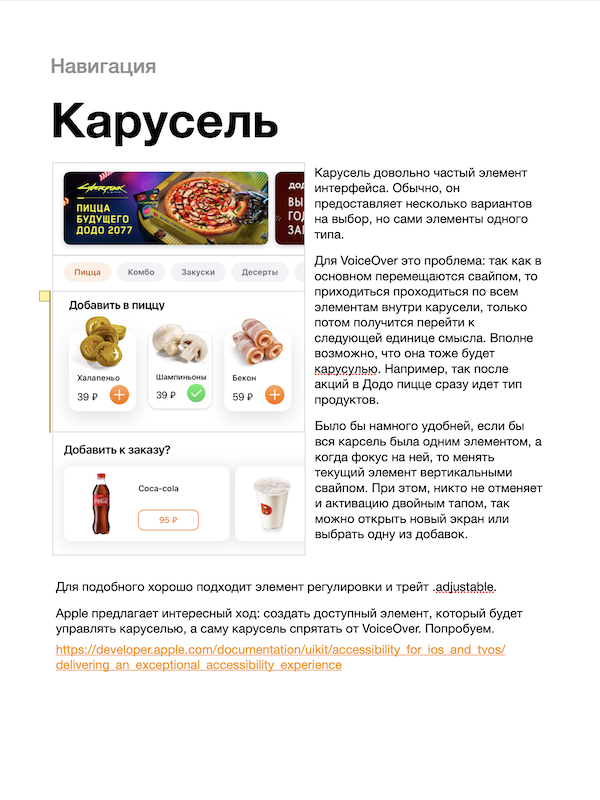 Навигация
Карусель
CYBERPUNK
ПИЦЦА
БУДУЩЕГО
ДОДО 2077
ДОД
ВЫ
ГОД
ЗАГ
Пицца
Комбо
Закуски
Десерты
Добавить в пиццу
Халапеньо
39 ₽
Шампиньоны
39 ₽
Бекон
59 ₽
Добавить к заказу?
Coca-cola
95 ₽
Карусель довольно частый элемент
интерфейса. Обычно, он
предоставляет несколько вариантов
на выбор, но сами элементы одного
типа.
Для VoiceOver это проблема: так как в
основном перемещаются свайпом, то
приходиться проходиться по всем
элементам внутри карусели, только
потом получится перейти к
следующей единице смысла. Вполне
возможно, что она тоже будет
карусулью. Например, так после
акций в Додо пицце сразу идет тип
продуктов.
Было бы намного удобней, если бы
вся карсель была одним элементом, а
когда фокус на ней, то менять
текущий элемент вертикальными
свайпом. При этом, никто не отменяет
и активацию двойным тапом, так
можно открыть новый экран или
выбрать одну из добавок.
Для подобного хорошо подходит элемент регулировки и трейт .adjustable.
Apple предлагает интересный ход: создать доступный элемент, который будет
управлять каруселью, а саму карусель спрятать от VoiceOver. Попробуем.
https://developer.apple.com/documentation/uikit/accessibility_for_ios_and_tvos/
delivering_an_exceptional_accessibility_experience